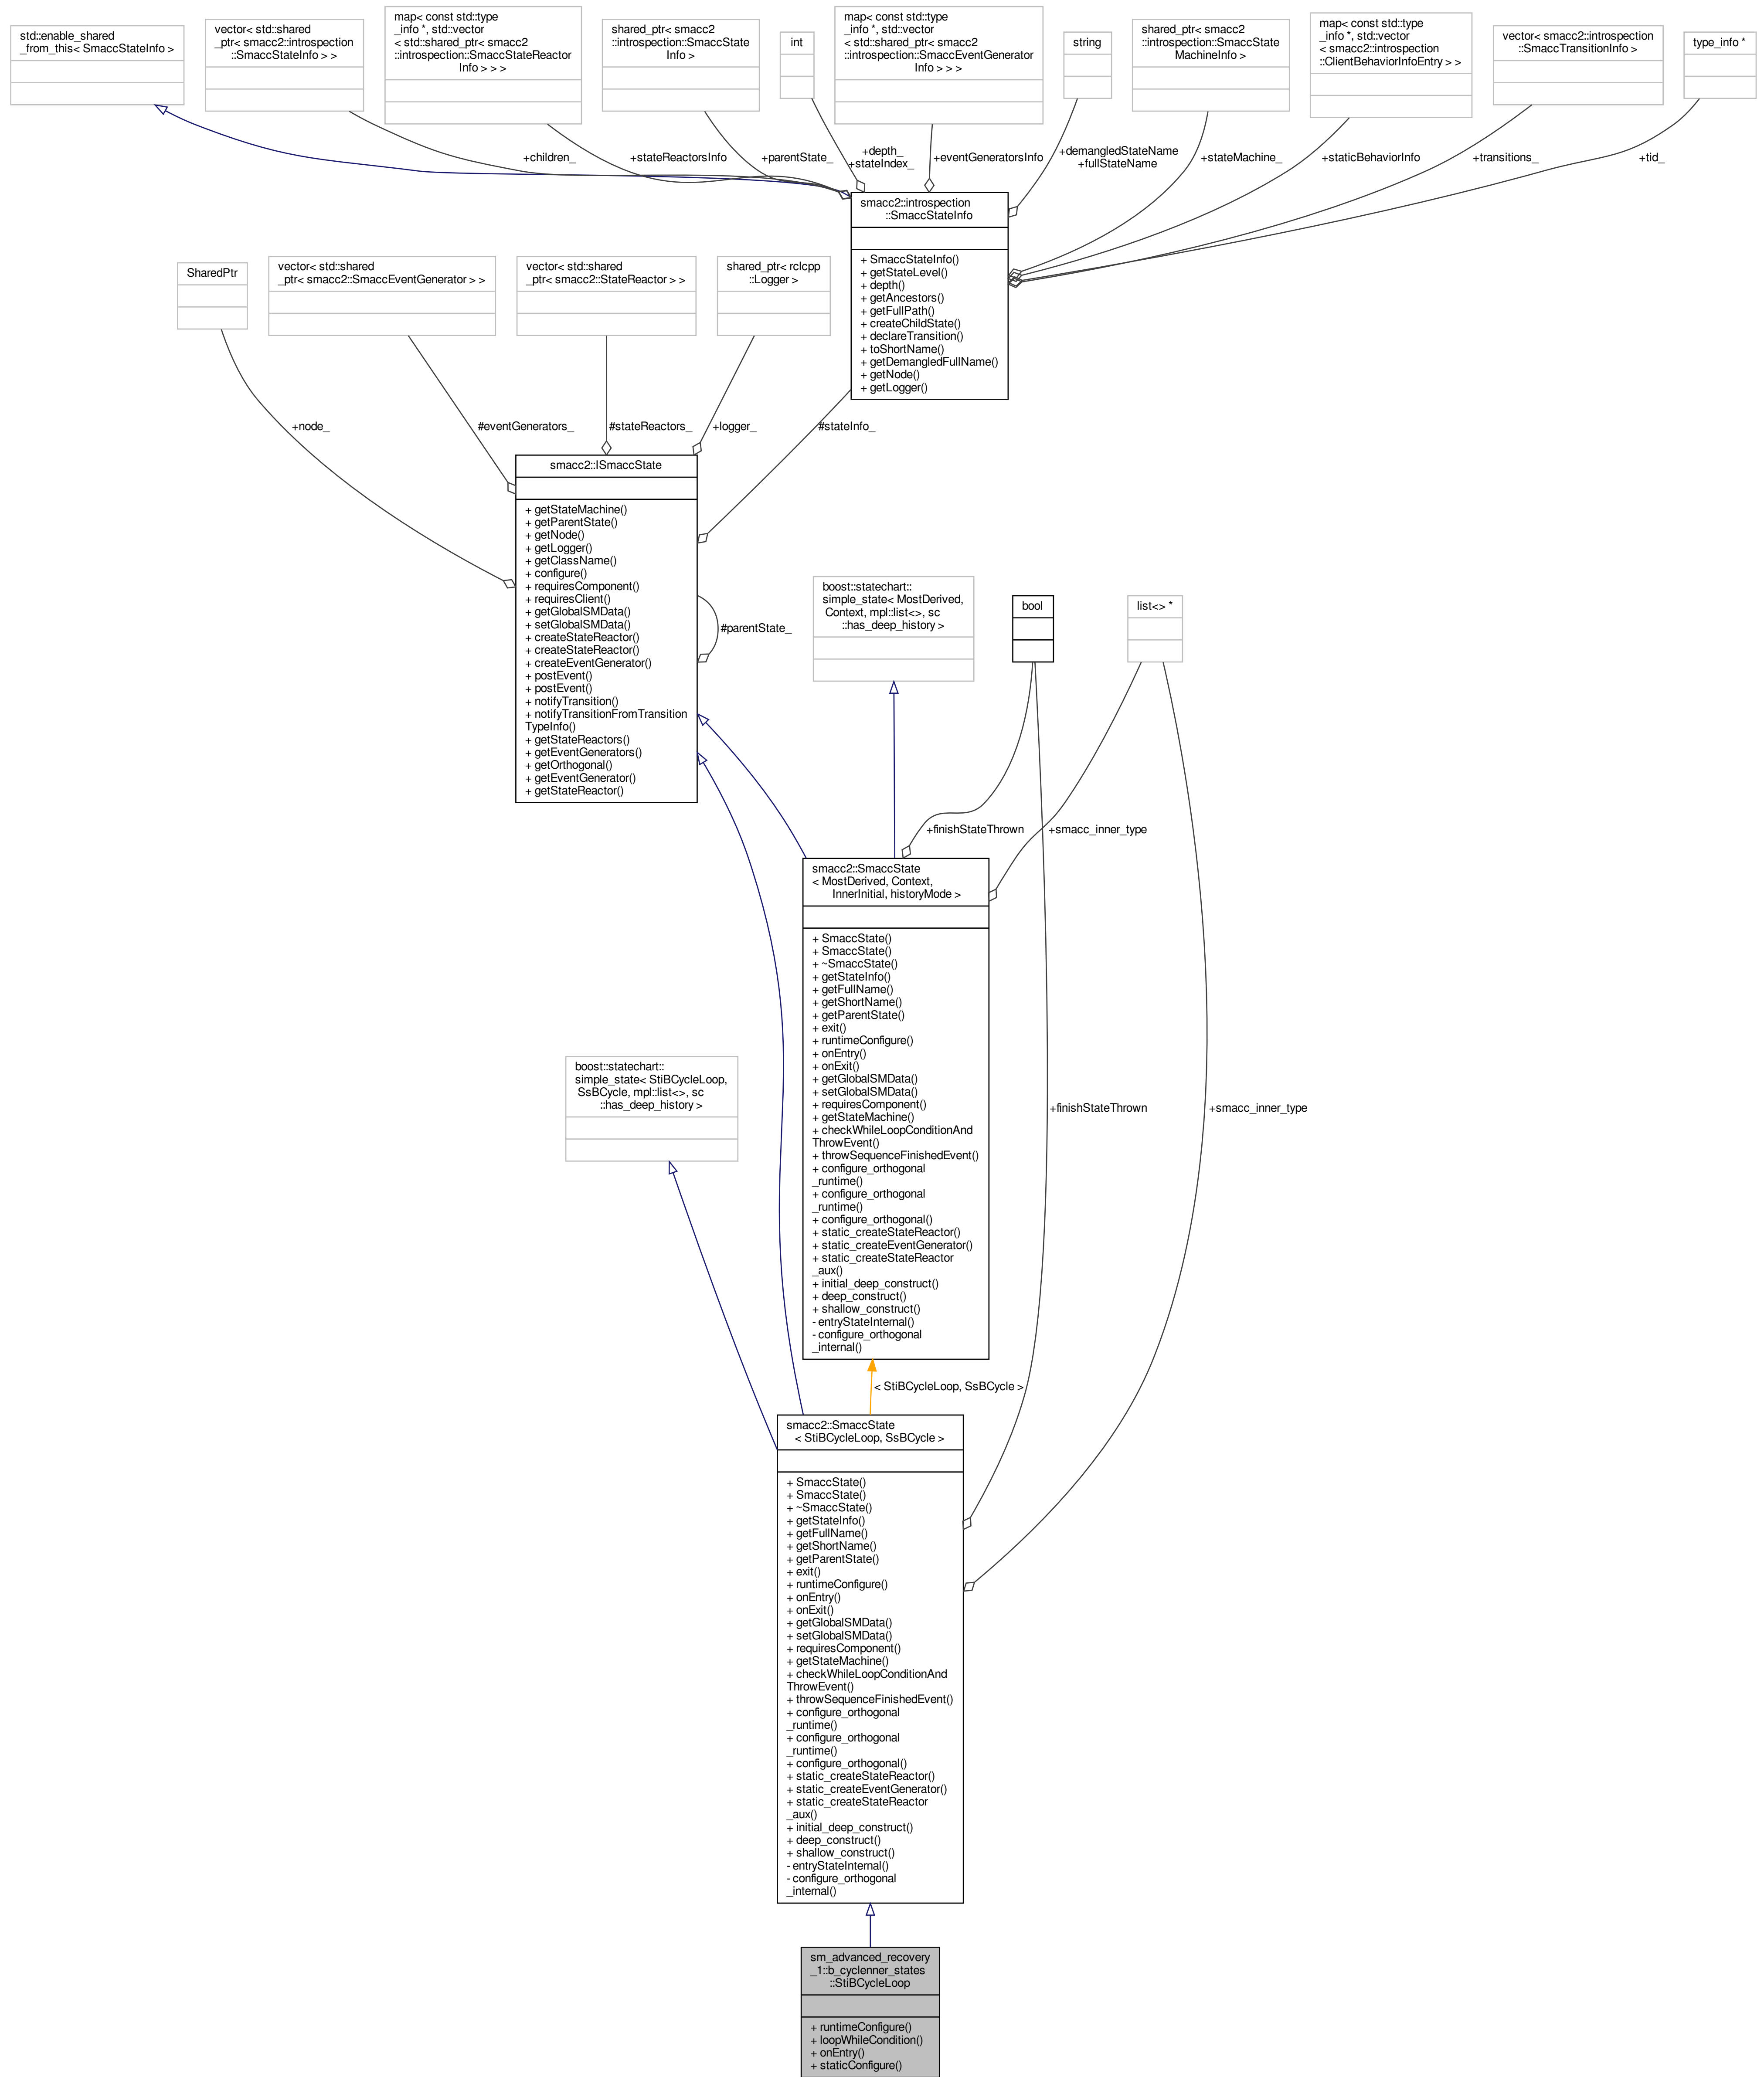 std::enable_shared
_from_this< SmaccStateInfo >
vector< std::shared
_ptr< smacc2::introspection
::SmaccStateInfo > >
map< const std::type
_info *, std::vector
< std::shared_ptr< smacc2
::introspection::SmaccStateReactor
Info > > >
shared_ptr< smacc2
::introspection::SmaccState
Info >
int
map< const std::type
_info *, std::vector
< std::shared_ptr< smacc2
::introspection::SmaccEventGenerator
Info > > >
string
shared_ptr< smacc2
::introspection::SmaccState
MachineInfo >
map< const std::type
_info *, std::vector
< smacc2::introspection
::ClientBehaviorInfoEntry > >
vector< smacc2::introspection
::SmaccTransitionInfo >
type_info *
+children_
+stateReactorsInfo
+parentState_
+depth_
+stateIndex_
+eventGeneratorsInfo
+demangledStateName
+fullStateName
+stateMachine_
+staticBehaviorInfo
+transitions_
+tid_
smacc2::introspection
::SmaccStateInfo
+ SmaccStateInfo()
+ getStateLevel()
+ depth()
+ getAncestors()
+ getFullPath()
+ createChildState()
+ declareTransition()
+ toShortName()
+ getDemangledFullName()
+ getNode()
+ getLogger()
SharedPtr
vector< std::shared
_ptr< smacc2::SmaccEventGenerator > >
vector< std::shared
_ptr< smacc2::StateReactor > >
shared_ptr< rclcpp
::Logger >
+node_
#eventGenerators_
#stateReactors_
+logger_
#stateInfo_
smacc2::ISmaccState
+ getStateMachine()
+ getParentState()
+ getNode()
+ getLogger()
+ getClassName()
+ configure()
+ requiresComponent()
+ requiresClient()
+ getGlobalSMData()
+ setGlobalSMData()
+ createStateReactor()
+ createStateReactor()
+ createEventGenerator()
+ postEvent()
+ postEvent()
+ notifyTransition()
+ notifyTransitionFromTransition
TypeInfo()
+ getStateReactors()
+ getEventGenerators()
+ getOrthogonal()
+ getEventGenerator()
+ getStateReactor()
#parentState_
boost::statechart::
simple_state< MostDerived,
Context, mpl::list<>, sc
::has_deep_history >
bool
list<> *
+finishStateThrown
+smacc_inner_type
smacc2::SmaccState
< MostDerived, Context,
InnerInitial, historyMode >
+ SmaccState()
+ SmaccState()
+ ~SmaccState()
+ getStateInfo()
+ getFullName()
+ getShortName()
+ getParentState()
+ exit()
+ runtimeConfigure()
+ onEntry()
+ onExit()
+ getGlobalSMData()
+ setGlobalSMData()
+ requiresComponent()
+ getStateMachine()
+ checkWhileLoopConditionAnd
ThrowEvent()
+ throwSequenceFinishedEvent()
+ configure_orthogonal
_runtime()
+ configure_orthogonal
_runtime()
+ configure_orthogonal()
+ static_createStateReactor()
+ static_createEventGenerator()
+ static_createStateReactor
_aux()
+ initial_deep_construct()
+ deep_construct()
+ shallow_construct()
- entryStateInternal()
- configure_orthogonal
_internal()
boost::statechart::
simple_state< StiBCycleLoop,
SsBCycle, mpl::list<>, sc
::has_deep_history >
+finishStateThrown
+smacc_inner_type
< StiBCycleLoop, SsBCycle >
smacc2::SmaccState
< StiBCycleLoop, SsBCycle >
+ SmaccState()
+ SmaccState()
+ ~SmaccState()
+ getStateInfo()
+ getFullName()
+ getShortName()
+ getParentState()
+ exit()
+ runtimeConfigure()
+ onEntry()
+ onExit()
+ getGlobalSMData()
+ setGlobalSMData()
+ requiresComponent()
+ getStateMachine()
+ checkWhileLoopConditionAnd
ThrowEvent()
+ throwSequenceFinishedEvent()
+ configure_orthogonal
_runtime()
+ configure_orthogonal
_runtime()
+ configure_orthogonal()
+ static_createStateReactor()
+ static_createEventGenerator()
+ static_createStateReactor
_aux()
+ initial_deep_construct()
+ deep_construct()
+ shallow_construct()
- entryStateInternal()
- configure_orthogonal
_internal()
sm_advanced_recovery
_1::b_cyclenner_states
::StiBCycleLoop
+ runtimeConfigure()
+ loopWhileCondition()
+ onEntry()
+ staticConfigure()